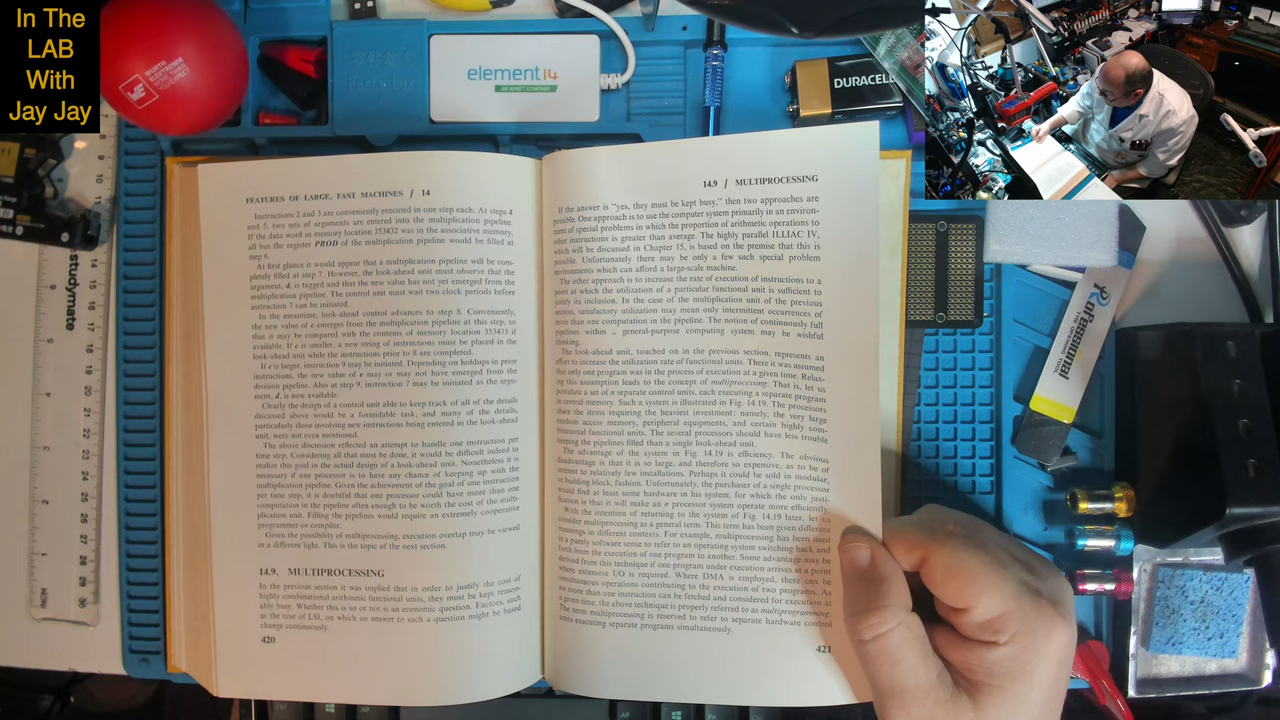 In The
LAB
With
Jay Jay
WE
WURTH
ELEKTRONIK
MORE THAN
YOU EXPECT
element14
AN AVNET COMPANY
DURACELL
studymate
RoFassional
THE OPENING TOOL
FEATURES OF LARGE, FAST MACHINES / 14
Instructions 2 and 3 are conveniently executed in one step each. At steps 4
and 5, two sets of arguments are entered into the multiplication pipeline.
If the data word in memory location 353432 was in the associative memory,
all but the register PROD of the multiplication pipeline would be filled at
step 6.
At first glance it would appear that a multiplication pipeline will be com-
pletely filled at step 7. However, the look-ahead unit must observe that the
argument, d, is tagged and that the new value has not yet emerged from the
multiplication pipeline. The control unit must wait two clock periods before
instruction 7 can be initiated.
In the meantime, look-ahead control advances to step 8. Conveniently,
the new value of e emerges from the multiplication pipeline at this step, so
that it may be compared with the contents of memory location 353433 if
available. If e is smaller, a new string of instructions must be placed in the
look-ahead unit while the instructions prior to 8 are completed.
If e is larger, instruction 9 may be initiated. Depending on holdups in prior
instructions, the new value of e may or may not have emerged from the
division pipeline. Also at step 9, instruction 7 may be initiated as the argu-
ment, d, is now available.
Clearly the design of a control unit able to keep track of all of the details
discussed above would be a formidable task, and many of the details,
particularly those involving new instructions being entered in the look-ahead
unit, were not even mentioned.
The above discussion reflected an attempt to handle one instruction per
time step. Considering all that must be done, it would be difficult indeed to
realize this goal in the actual design of a look-ahead unit. Nonetheless it is
necessary if one processor is to have any chance of keeping up with the
multiplication pipeline. Given the achievement of the goal of one instruction
per time step, it is doubtful that one processor could have more than one
computation in the pipeline often enough to be worth the cost of the multi-
plication unit. Filling the pipelines would require an extremely cooperative
programmer or compiler.
Given the possibility of multiprocessing, execution overlap may be viewed
in a different light. This is the topic of the next section.
14.9. MULTIPROCESSING
In the previous section it was implied that in order to justify the cost of
highly combinational arithmetic functional units, they must be kept reason-
ably busy. Whether this is so or not is an economic question. Factors, such
as the cost of LSI, on which an answer to such a question might be based
change continuously.
420
14.9 / MULTIPROCESSING
If the answer is "yes, they must be kept busy," then two approaches are
possible. One approach is to use the computer system primarily in an environ-
ment of special problems in which the proportion of arithmetic operations to
other instructions is greater than average. The highly parallel ILLIAC IV,
which will be discussed in Chapter 15, is based on the premise that this is
possible. Unfortunately there may be only a few such special problem
environments which can afford a large-scale machine.
The other approach is to increase the rate of execution of instructions to a
point at which the utilization of a particular functional unit is sufficient to
justify its inclusion. In the case of the multiplication unit of the previous
section, satisfactory utilization may mean only intermittent occurrences of
more than one computation in the pipeline. The notion of continuously full
pipelines within general-purpose computing system may be wishful
thinking.
The look-ahead unit, touched on in the previous section, represents an
effort to increase the utilization rate of functional units. There it was assumed
that only one program was in the process of execution at a given time. Relax-
ing this assumption leads to the concept of multiprocessing. That is, let us
postulate a set of n separate control units, each executing a separate program
in central memory. Such a system is illustrated in Fig. 14.19. The processors
share the items requiring the heaviest investment: namely, the very large
random access memory, peripheral equipments, and certain highly com-
binational functional units. The several processors should have less trouble
keeping the pipelines filled than a single look-ahead unit.
The advantage of the system in Fig. 14.19 is efficiency. The obvious
disadvantage is that it is so large, and therefore so expensive, as to be of
interest to relatively few installations. Perhaps it could be sold in modular,
or building block, fashion. Unfortunately, the purchaser of a single processor
would find at least some hardware in his system, for which the only justi-
fication is that it will make an n processor system operate more efficiently.
With the intention of returning to the system of Fig. 14.19 later, let us
consider multiprocessing as a general term. This term has been given different
meanings in different contexts. For example, multiprocessing has been used
in a purely software sense to refer to an operating system switching back and
forth from the execution of one program to another. Some advantage may be
derived from this technique if one program under execution arrives at a point
where extensive I/O is required. Where DMA is employed, there can be
simultaneous operations contributing to the execution of two programs. As
no more than one instruction can be fetched and considered for execution at
a given time, the above technique is properly referred to as multiprogramming.
The term multiprocessing is reserved to refer to separate hardware control
units executing separate programs simultaneously.
421